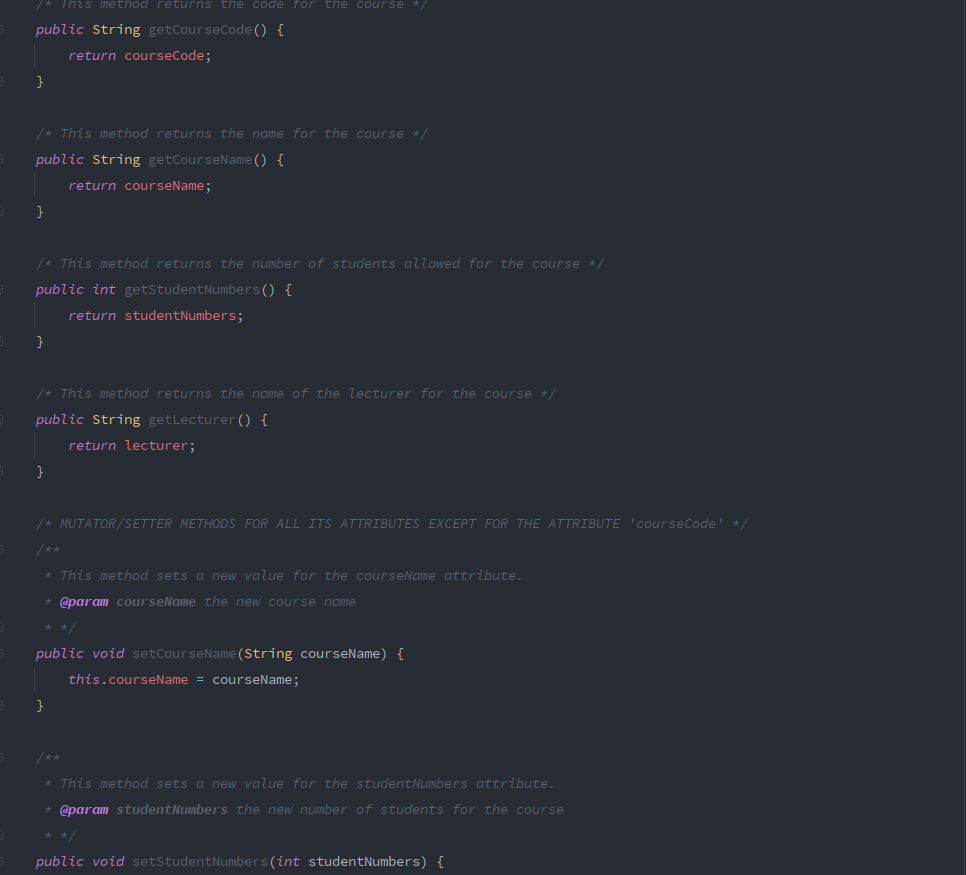 /* This method returns the code for the course */
public String getCourseCode() {
    return courseCode;
}

/* This method returns the name for the course */
public String getCourseName() {
    return courseName;
}

/* This method returns the number of students allowed for the course */
public int getStudentNumbers() {
    return studentNumbers;
}

/* This method returns the name of the lecturer for the course */
public String getLecturer() {
    return lecturer;
}

/* MUTATOR/SETTER METHODS FOR ALL ITS ATTRIBUTES EXCEPT FOR THE ATTRIBUTE 'courseCode' */
/**
 * This method sets a new value for the courseName attribute.
 * @param courseName the new course name
 * */
public void setCourseName(String courseName) {
    this.courseName = courseName;
}

/**
 * This method sets a new value for the studentNumbers attribute.
 * @param studentNumbers the new number of students for the course
 * */
public void setStudentNumbers(int studentNumbers) {